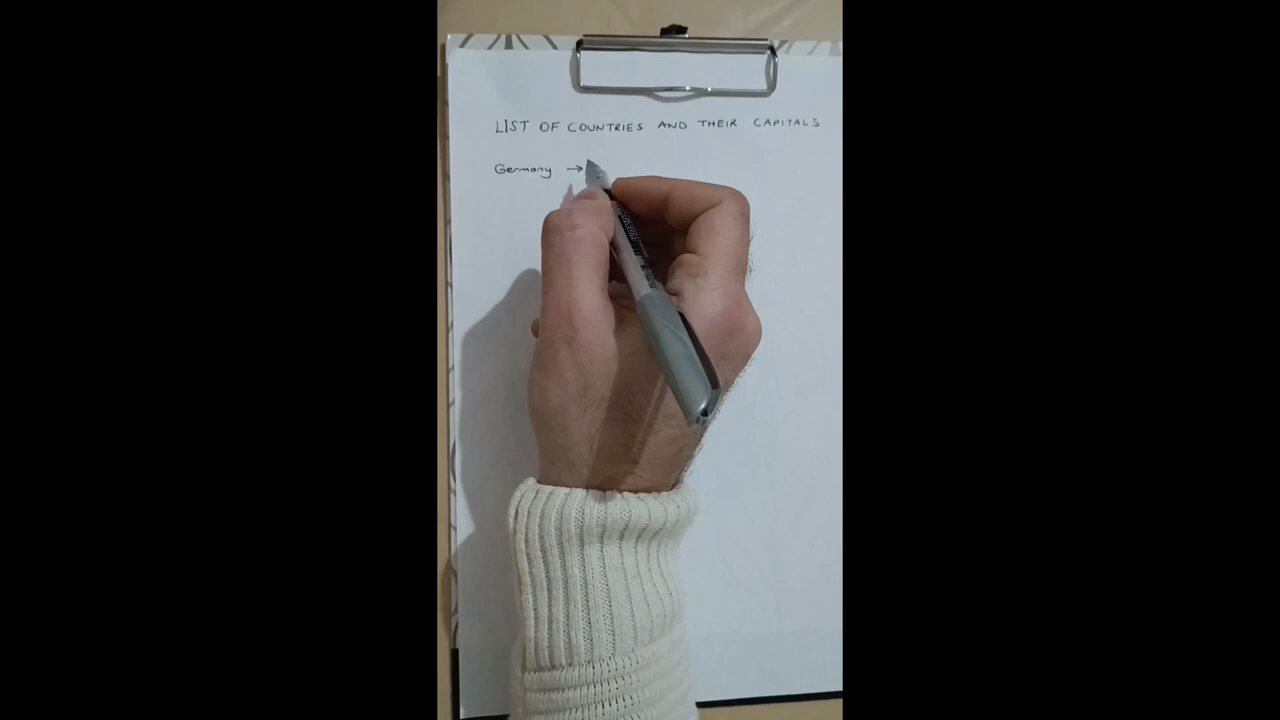 LIST OF COUNTRIES AND THEIR CAPITALS
Germany →